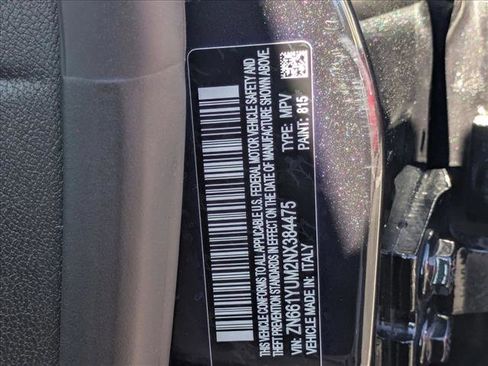 THIS VEHICLE CONFORMS TO ALL APPLICABLE U.S. FEDERAL MOTOR VEHICLE SAFETY AND
THEFT PREVENTION STANDARDS IN EFFECT ON THE DATE OF MANUFACTURE SHOWN ABOVE.
VIN: ZN661YUM2NX384475 TYPE: MPV
VEHICLE MADE IN: ITALY PAINT: 815